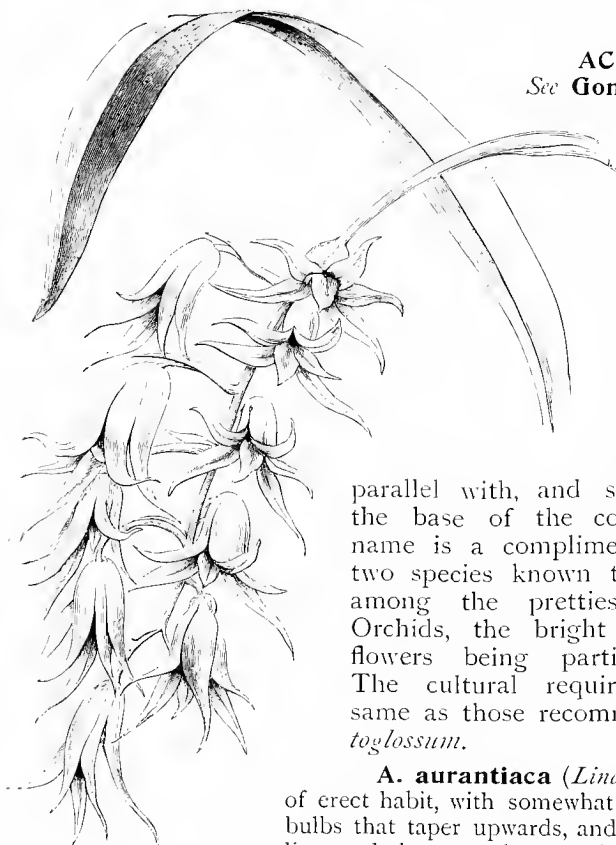 AC
See Gon
parallel with, and s
the base of the co
name is a complime
two species known t
among the pretties
Orchids, the bright
flowers being parti
The cultural requir
same as those recom
toglossum.
A. aurantiaca (Lind
of erect habit, with somewhat
bulbs that taper upwards, and